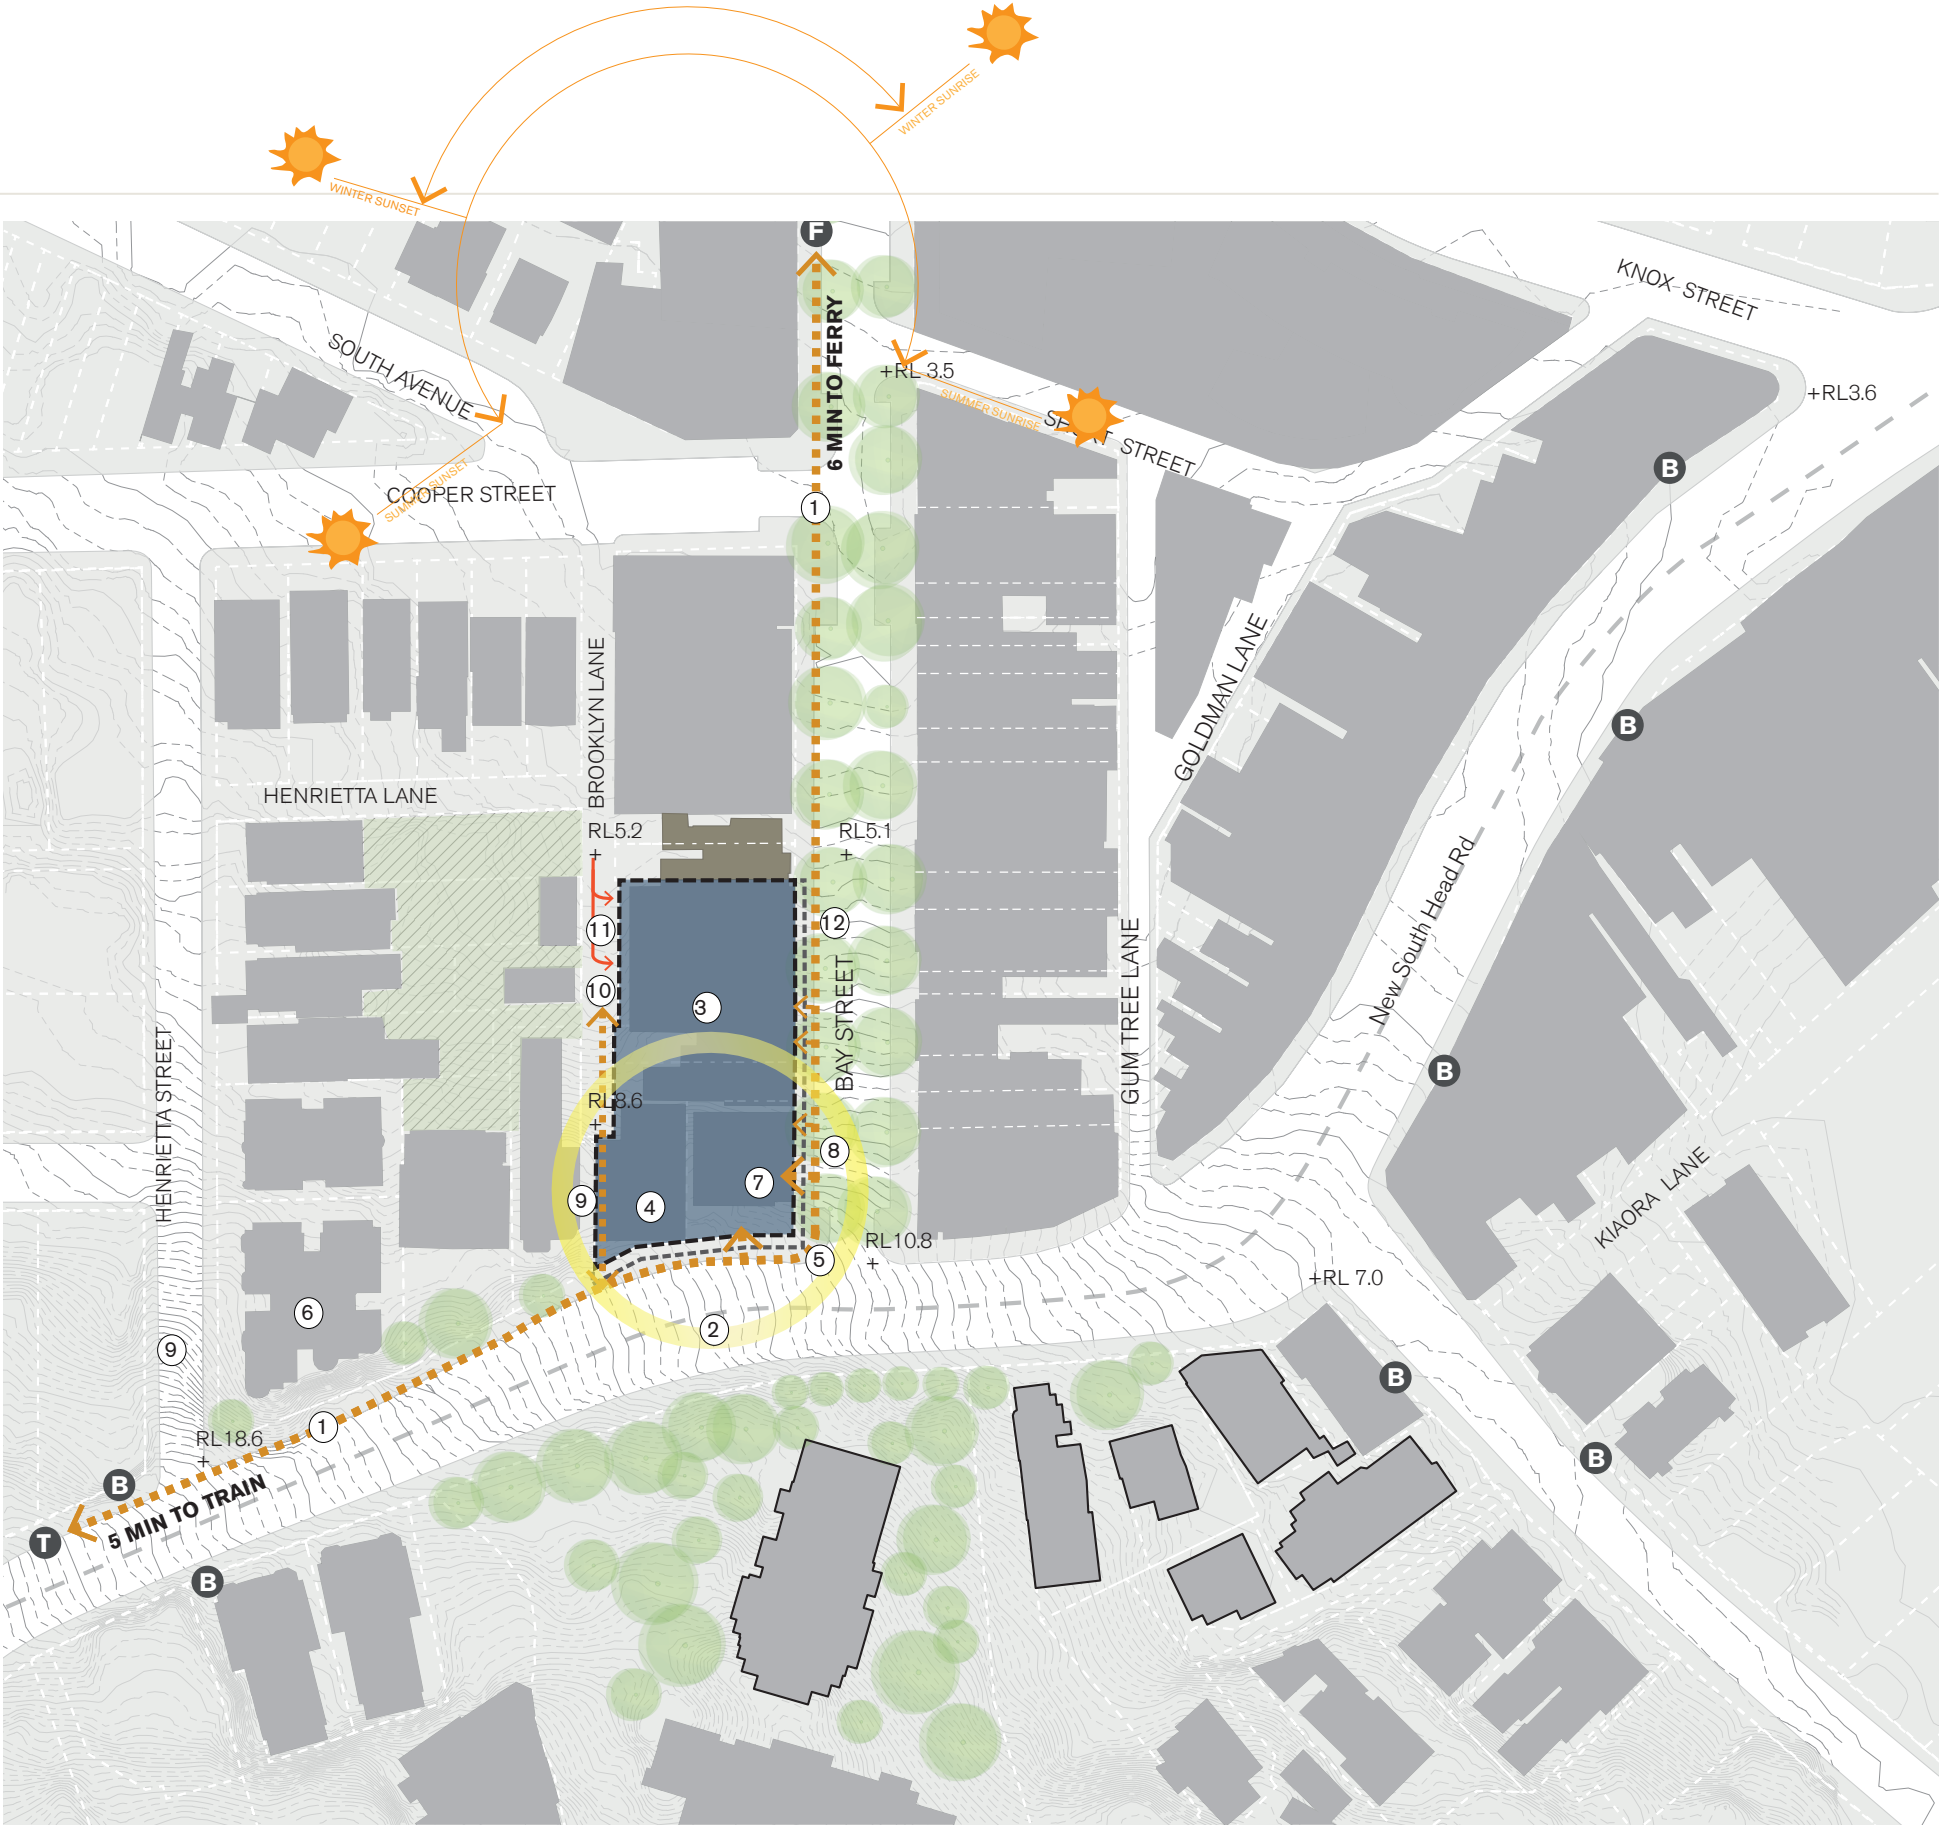 WINTER SUNRISE
WINTER SUNSET
F
KNOX STREET
SOUTH AVENUE
6 MIN TO FERRY
+RL 3.5
SUMMER SUNRISE
+RL3.6
SHORT STREET
SUMMER SUNSET
COOPER STREET
B
1
BROOKLYN LANE
GOLDMAN LANE
B
HENRIETTA LANE
RL5.2
+
RL5.1
+
New South Head Rd
11
12
10
3
BAY STREET
GUM TREE LANE
B
HENRIETTA STREET
RL8.6
+
8
7
9
4
KIAORA LANE
RL10.8
+
5
+RL 7.0
6
2
9
B
1
RL18.6
+
B
B
5 MIN TO TRAIN
T
B